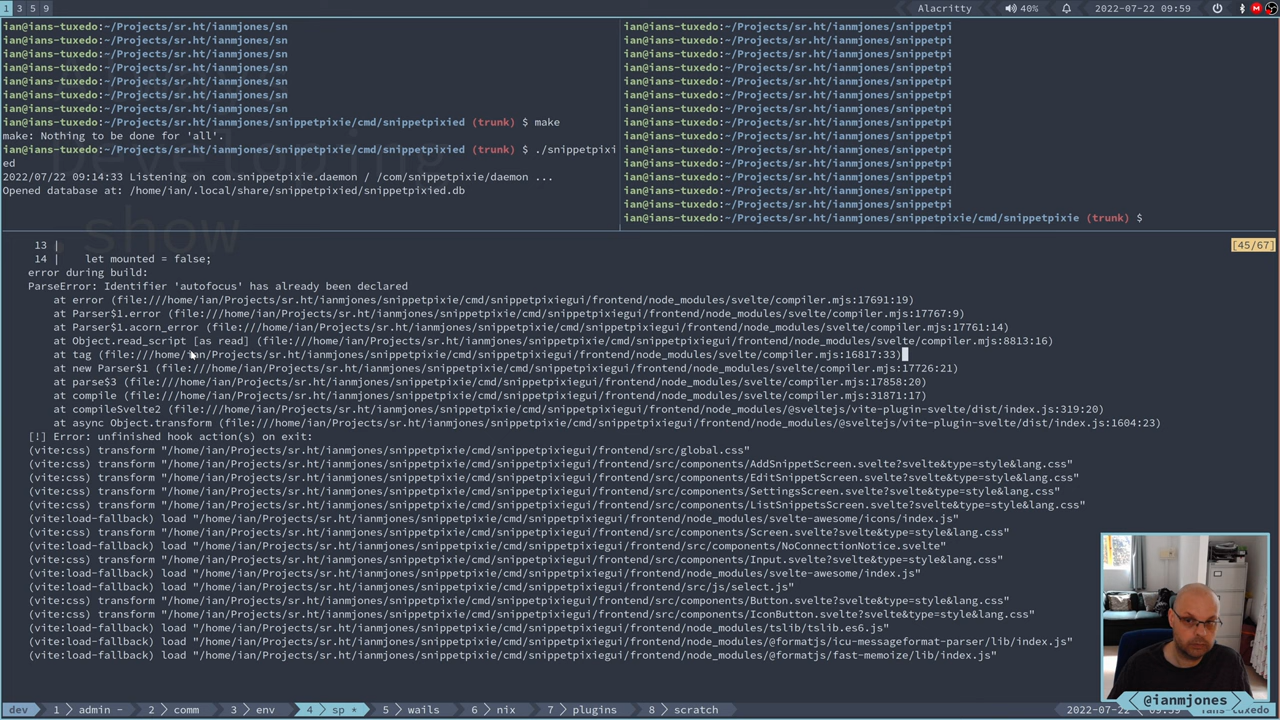 1 3 5 9
Alacritty 40% 2022-07-22 09:59
ian@ians-tuxedo:~/Projects/sr.ht/ianmjones/sn
ian@ians-tuxedo:~/Projects/sr.ht/ianmjones/sn
ian@ians-tuxedo:~/Projects/sr.ht/ianmjones/sn
ian@ians-tuxedo:~/Projects/sr.ht/ianmjones/sn
ian@ians-tuxedo:~/Projects/sr.ht/ianmjones/sn
ian@ians-tuxedo:~/Projects/sr.ht/ianmjones/sn
ian@ians-tuxedo:~/Projects/sr.ht/ianmjones/sn
ian@ians-tuxedo:~/Projects/sr.ht/ianmjones/snippetpixie/cmd/snippetpixied (trunk) $ make
make: Nothing to be done for 'all'.
ian@ians-tuxedo:~/Projects/sr.ht/ianmjones/snippetpixie/cmd/snippetpixied (trunk) $ ./snippetpixi
ed
2022/07/22 09:14:33 Listening on com.snippetpixie.daemon / /com/snippetpixie/daemon ...
Opened database at: /home/ian/.local/share/snippetpixied/snippetpixied.db
Developing
show
ian@ians-tuxedo:~/Projects/sr.ht/ianmjones/snippetpi
ian@ians-tuxedo:~/Projects/sr.ht/ianmjones/snippetpi
ian@ians-tuxedo:~/Projects/sr.ht/ianmjones/snippetpi
ian@ians-tuxedo:~/Projects/sr.ht/ianmjones/snippetpi
ian@ians-tuxedo:~/Projects/sr.ht/ianmjones/snippetpi
ian@ians-tuxedo:~/Projects/sr.ht/ianmjones/snippetpi
ian@ians-tuxedo:~/Projects/sr.ht/ianmjones/snippetpi
ian@ians-tuxedo:~/Projects/sr.ht/ianmjones/snippetpi
ian@ians-tuxedo:~/Projects/sr.ht/ianmjones/snippetpi
ian@ians-tuxedo:~/Projects/sr.ht/ianmjones/snippetpi
ian@ians-tuxedo:~/Projects/sr.ht/ianmjones/snippetpi
ian@ians-tuxedo:~/Projects/sr.ht/ianmjones/snippetpi
ian@ians-tuxedo:~/Projects/sr.ht/ianmjones/snippetpi
ian@ians-tuxedo:~/Projects/sr.ht/ianmjones/snippetpi
ian@ians-tuxedo:~/Projects/sr.ht/ianmjones/snippetpixie/cmd/snippetpixie (trunk) $
13 | [45/67]
14 | let mounted = false;
error during build:
ParseError: Identifier 'autofocus' has already been declared
at error (file:///home/ian/Projects/sr.ht/ianmjones/snippetpixie/cmd/snippetpixiegui/frontend/node_modules/svelte/compiler.mjs:17691:19)
at Parser$1.error (file:///home/ian/Projects/sr.ht/ianmjones/snippetpixie/cmd/snippetpixiegui/frontend/node_modules/svelte/compiler.mjs:17767:9)
at Parser$1.acorn_error (file:///home/ian/Projects/sr.ht/ianmjones/snippetpixie/cmd/snippetpixiegui/frontend/node_modules/svelte/compiler.mjs:17761:14)
at Object.read_script [as read] (file:///home/ian/Projects/sr.ht/ianmjones/snippetpixie/cmd/snippetpixiegui/frontend/node_modules/svelte/compiler.mjs:8813:16)
at tag (file:///home/ian/Projects/sr.ht/ianmjones/snippetpixie/cmd/snippetpixiegui/frontend/node_modules/svelte/compiler.mjs:16817:33)
at new Parser$1 (file:///home/ian/Projects/sr.ht/ianmjones/snippetpixie/cmd/snippetpixiegui/frontend/node_modules/svelte/compiler.mjs:17726:21)
at parse$3 (file:///home/ian/Projects/sr.ht/ianmjones/snippetpixie/cmd/snippetpixiegui/frontend/node_modules/svelte/compiler.mjs:17858:20)
at compile (file:///home/ian/Projects/sr.ht/ianmjones/snippetpixie/cmd/snippetpixiegui/frontend/node_modules/svelte/compiler.mjs:31871:17)
at compileSvelte2 (file:///home/ian/Projects/sr.ht/ianmjones/snippetpixie/cmd/snippetpixiegui/frontend/node_modules/@sveltejs/vite-plugin-svelte/dist/index.js:319:20)
at async Object.transform (file:///home/ian/Projects/sr.ht/ianmjones/snippetpixie/cmd/snippetpixiegui/frontend/node_modules/@sveltejs/vite-plugin-svelte/dist/index.js:1604:23)
[!] Error: unfinished hook action(s) on exit:
(vite:css) transform "/home/ian/Projects/sr.ht/ianmjones/snippetpixie/cmd/snippetpixiegui/frontend/src/global.css"
(vite:css) transform "/home/ian/Projects/sr.ht/ianmjones/snippetpixie/cmd/snippetpixiegui/frontend/src/components/AddSnippetScreen.svelte?svelte&type=style&lang.css"
(vite:css) transform "/home/ian/Projects/sr.ht/ianmjones/snippetpixie/cmd/snippetpixiegui/frontend/src/components/EditSnippetScreen.svelte?svelte&type=style&lang.css"
(vite:css) transform "/home/ian/Projects/sr.ht/ianmjones/snippetpixie/cmd/snippetpixiegui/frontend/src/components/SettingsScreen.svelte?svelte&type=style&lang.css"
(vite:css) transform "/home/ian/Projects/sr.ht/ianmjones/snippetpixie/cmd/snippetpixiegui/frontend/src/components/ListSnippetsScreen.svelte?svelte&type=style&lang.css"
(vite:load-fallback) load "/home/ian/Projects/sr.ht/ianmjones/snippetpixie/cmd/snippetpixiegui/frontend/node_modules/svelte-awesome/icons/index.js"
(vite:css) transform "/home/ian/Projects/sr.ht/ianmjones/snippetpixie/cmd/snippetpixiegui/frontend/src/components/Screen.svelte?svelte&type=style&lang.css"
(vite:load-fallback) load "/home/ian/Projects/sr.ht/ianmjones/snippetpixie/cmd/snippetpixiegui/frontend/src/components/NoConnectionNotice.svelte"
(vite:css) transform "/home/ian/Projects/sr.ht/ianmjones/snippetpixie/cmd/snippetpixiegui/frontend/src/components/Input.svelte?svelte&type=style&lang.css"
(vite:load-fallback) load "/home/ian/Projects/sr.ht/ianmjones/snippetpixie/cmd/snippetpixiegui/frontend/node_modules/svelte-awesome/index.js"
(vite:load-fallback) load "/home/ian/Projects/sr.ht/ianmjones/snippetpixie/cmd/snippetpixiegui/frontend/src/js/select.js"
(vite:css) transform "/home/ian/Projects/sr.ht/ianmjones/snippetpixie/cmd/snippetpixiegui/frontend/src/components/Button.svelte?svelte&type=style&lang.css"
(vite:css) transform "/home/ian/Projects/sr.ht/ianmjones/snippetpixie/cmd/snippetpixiegui/frontend/src/components/IconButton.svelte?svelte&type=style&lang.css"
(vite:load-fallback) load "/home/ian/Projects/sr.ht/ianmjones/snippetpixie/cmd/snippetpixiegui/frontend/node_modules/tslib/tslib.es6.js"
(vite:load-fallback) load "/home/ian/Projects/sr.ht/ianmjones/snippetpixie/cmd/snippetpixiegui/frontend/node_modules/@formatjs/icu-messageformat-parser/lib/index.js"
(vite:load-fallback) load "/home/ian/Projects/sr.ht/ianmjones/snippetpixie/cmd/snippetpixiegui/frontend/node_modules/@formatjs/fast-memoize/lib/index.js"
@ianmjones
dev 1 admin - 2 comm 3 env 4 sp * 5 wails 6 nix 7 plugins 8 scratch 2022-07-22 09:59 ians-tuxedo